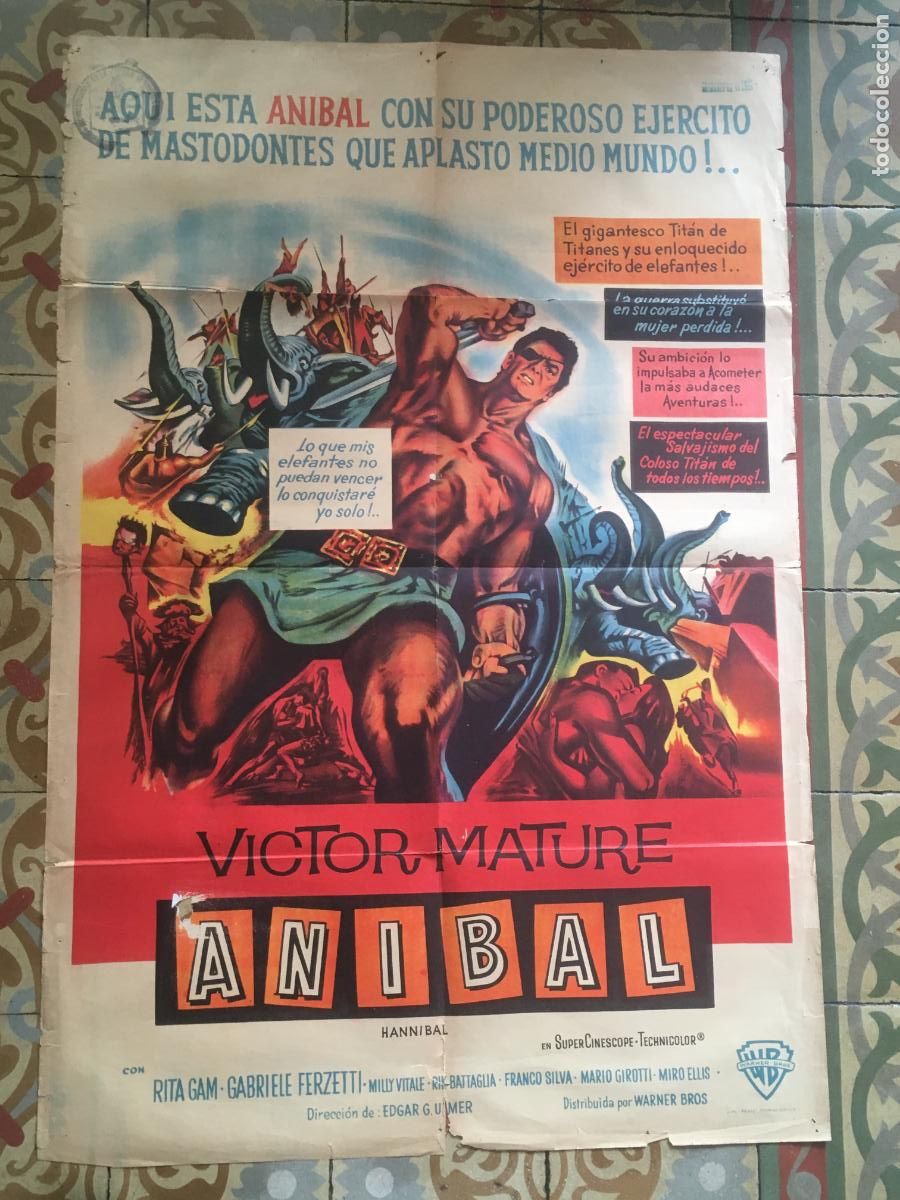 AQUI ESTA ANIBAL CON SU PODEROSO EJERCITO
DE MASTODONTES QUE APLASTO MEDIO MUNDO!..
El gigantesco Titán de
Titanes y su enloquecido
ejército de elefantes!..
La guerra substituyó
en su corazón a la
mujer perdida!...
Su ambición lo
impulsaba a Acometer
la más audaces
Aventuras!..
El espectacular
Salvajismo del
Coloso Titán de
todos los tiempos!..
Lo que mis
elefantes no
puedan vencer
lo conquistaré
yo solo!..
VICTOR MATURE
ANIBAL
HANNIBAL
EN SUPERCINESCOPE-TECHNICOLOR®
CON
RITA GAM · GABRIELE FERZETTI · MILLY VITALE · RIK BATTAGLIA · FRANCO SILVA · MARIO GIROTTI · MIRO ELLIS ·
Dirección de: EDGAR G. ULMER
Distribuida por WARNER BROS
WB
WARNER BROS.
todocoleccion